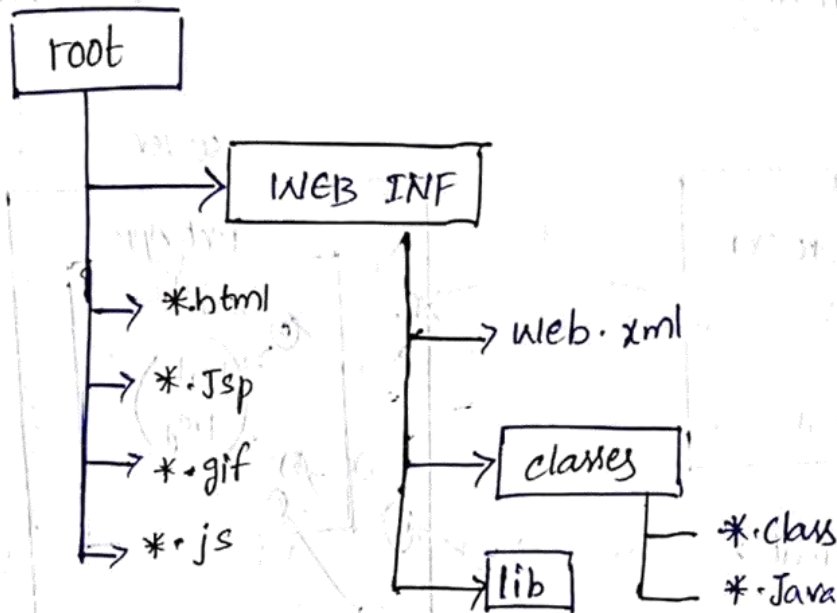 root
WEB INF
*.html
web.xml
*.Jsp
*.gif
classes
*.js
*.class
lib
*.Java